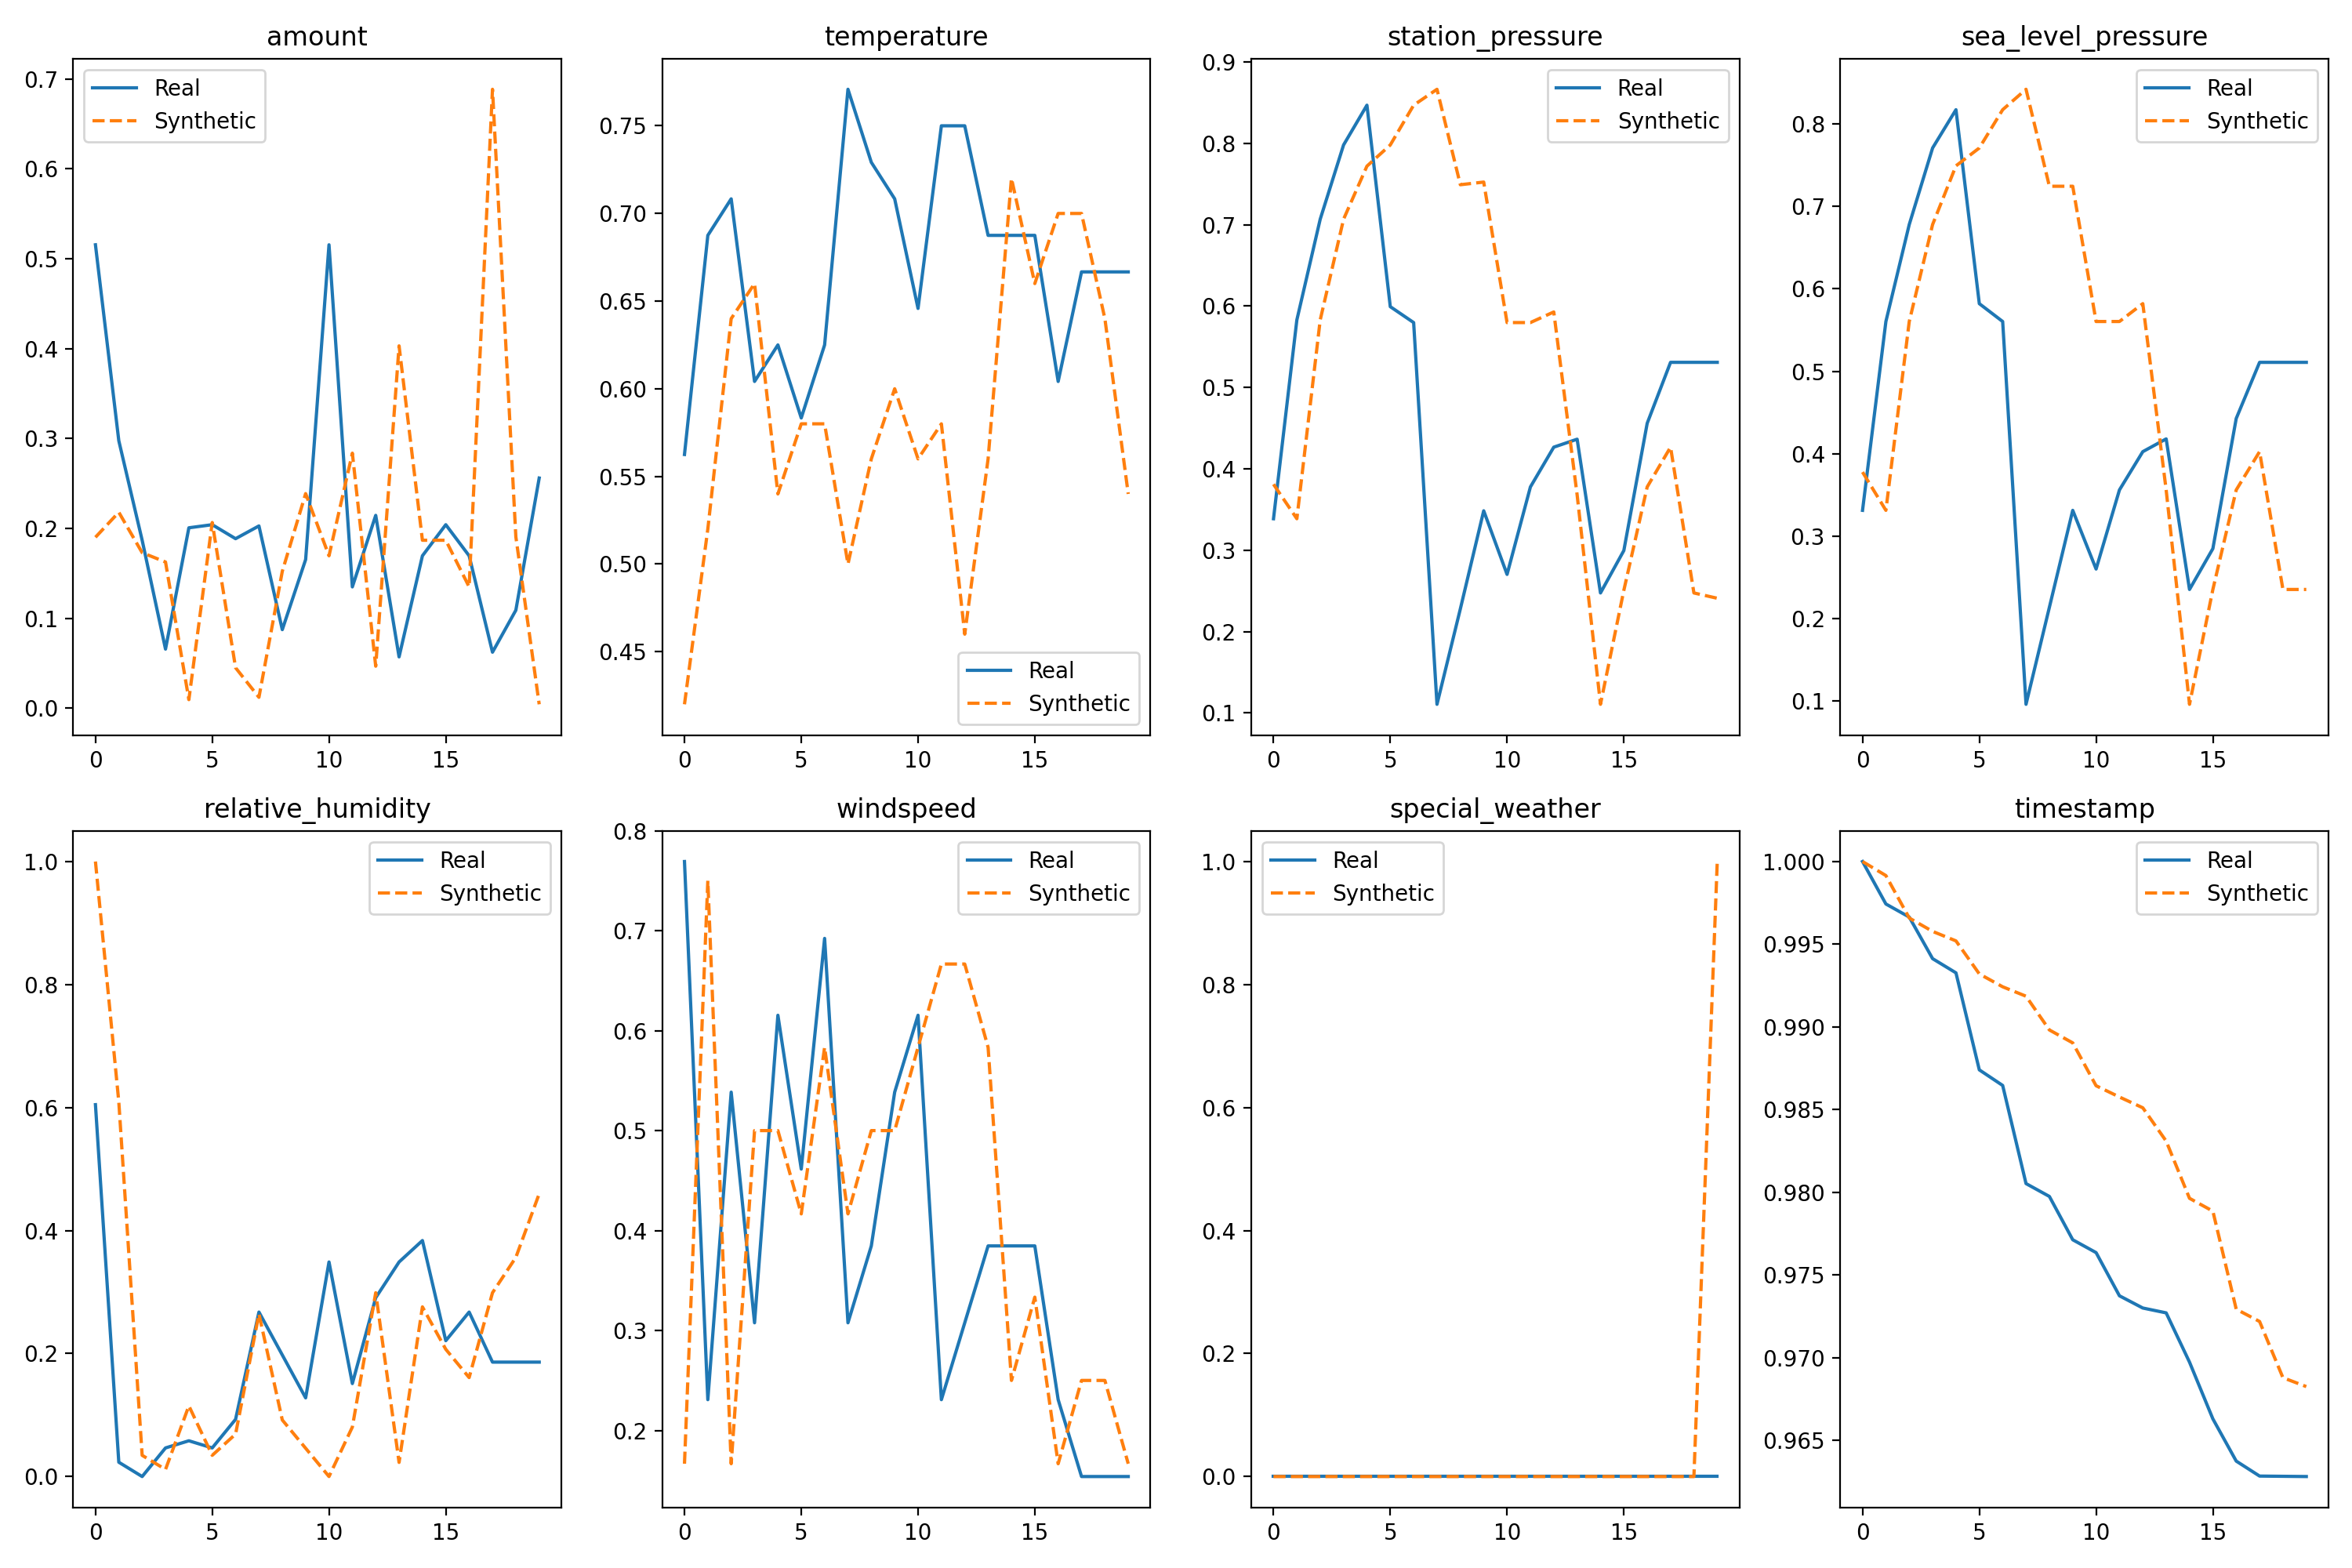 amount
0.7
0.6
0.5
0.4
0.3
0.2
0.1
0.0
0 5 10 15
Real
Synthetic
temperature
0.75
0.70
0.65
0.60
0.55
0.50
0.45
0 5 10 15
Real
Synthetic
station_pressure
0.9
0.8
0.7
0.6
0.5
0.4
0.3
0.2
0.1
0 5 10 15
Real
Synthetic
sea_level_pressure
0.8
0.7
0.6
0.5
0.4
0.3
0.2
0.1
0 5 10 15
Real
Synthetic
relative_humidity
1.0
0.8
0.6
0.4
0.2
0.0
0 5 10 15
Real
Synthetic
windspeed
0.8
0.7
0.6
0.5
0.4
0.3
0.2
0 5 10 15
Real
Synthetic
special_weather
1.0
0.8
0.6
0.4
0.2
0.0
0 5 10 15
Real
Synthetic
timestamp
1.000
0.995
0.990
0.985
0.980
0.975
0.970
0.965
0 5 10 15
Real
Synthetic